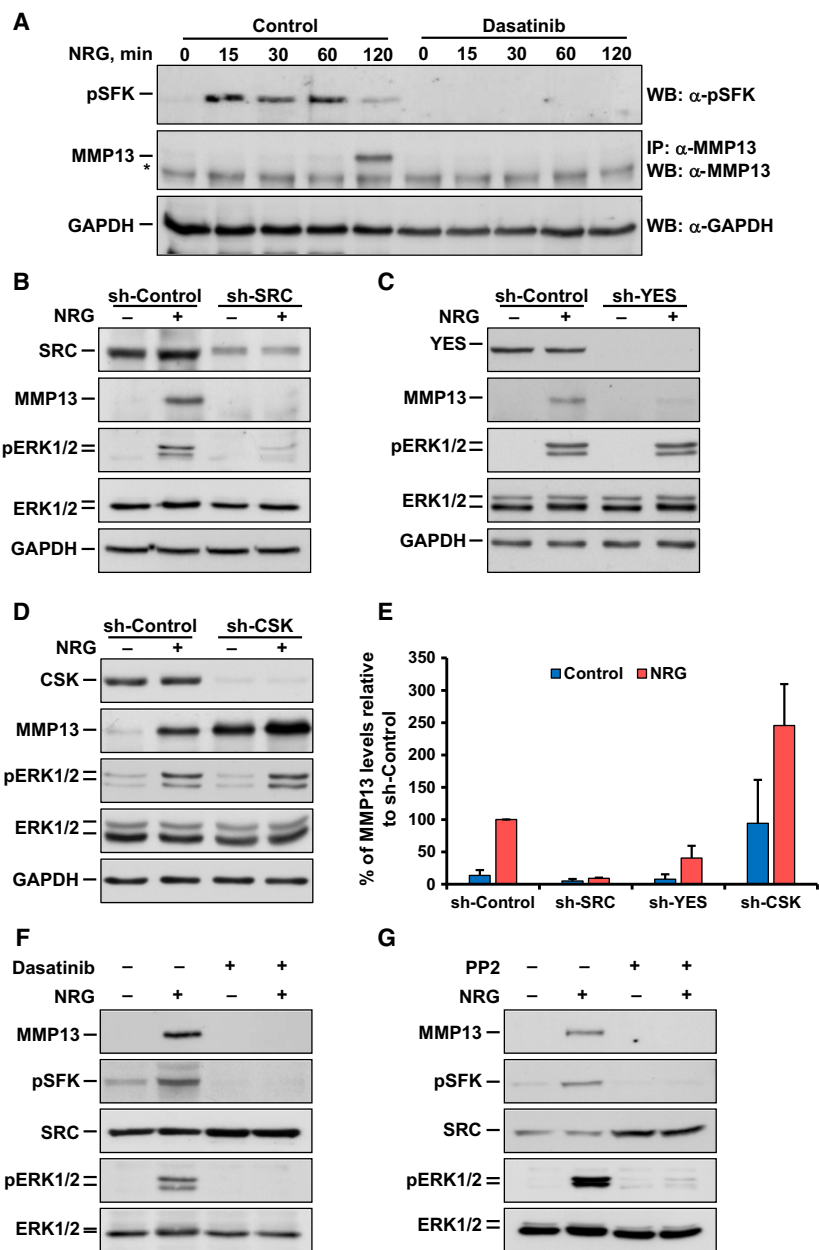 A
Control Dasatinib
NRG, min 0 15 30 60 120 0 15 30 60 120
pSFK WB: α-pSFK
MMP13 IP: α-MMP13
* WB: α-MMP13
GAPDH WB: α-GAPDH
B
sh-Control sh-SRC
NRG – + – +
SRC
MMP13
pERK1/2
ERK1/2
GAPDH
C
sh-Control sh-YES
NRG – + – +
YES
MMP13
pERK1/2
ERK1/2
GAPDH
D
sh-Control sh-CSK
NRG – + – +
CSK
MMP13
pERK1/2
ERK1/2
GAPDH
E
% of MMP13 levels relative
to sh-Control
Control NRG
350
300
250
200
150
100
50
0
sh-Control sh-SRC sh-YES sh-CSK
F
Dasatinib – – + +
NRG – + – +
MMP13
pSFK
SRC
pERK1/2
ERK1/2
G
PP2 – – + +
NRG – + – +
MMP13
pSFK
SRC
pERK1/2
ERK1/2